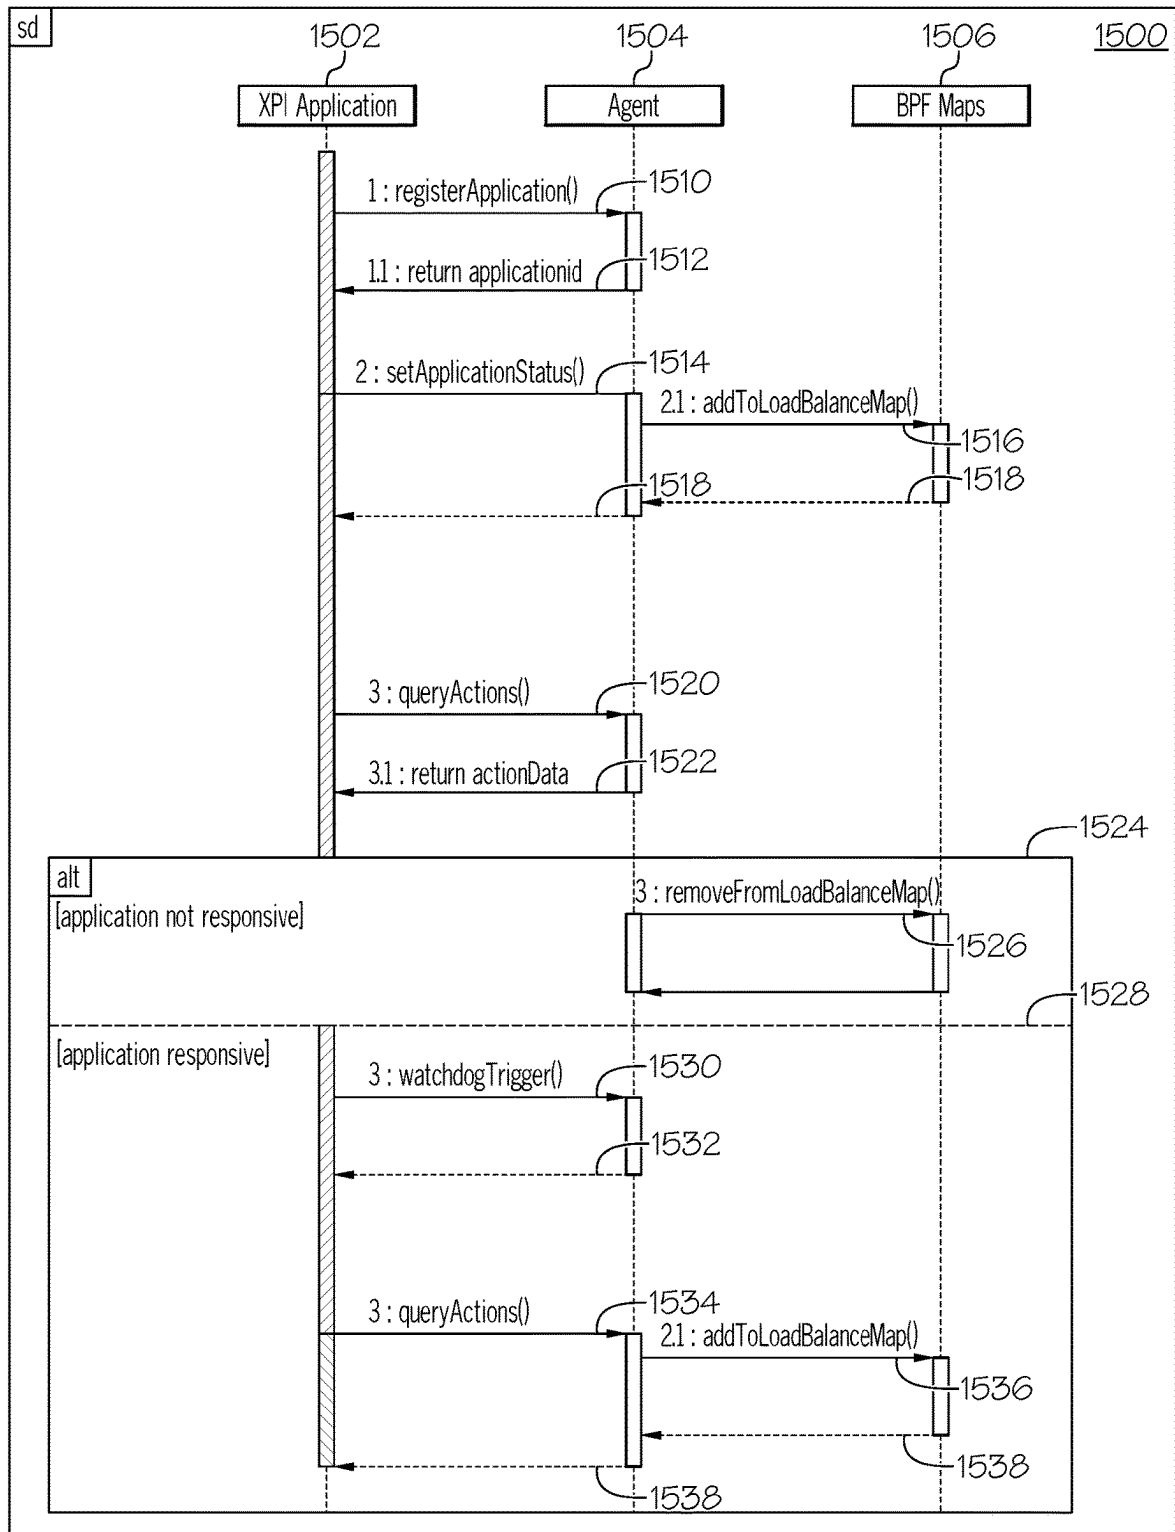 sd
1502 1504 1506 1500
XPI Application Agent BPF Maps
1 : registerApplication() 1510
1.1 : return applicationid 1512
2 : setApplicationStatus() 1514
2.1 : addToLoadBalanceMap()
1516
1518 1518
3 : queryActions() 1520
3.1 : return actionData 1522
1524
alt
3 : removeFromLoadBalanceMap()
[application not responsive]
1526
1528
[application responsive]
3 : watchdogTrigger() 1530
1532
3 : queryActions() 1534
2.1 : addToLoadBalanceMap()
1536
1538
1538